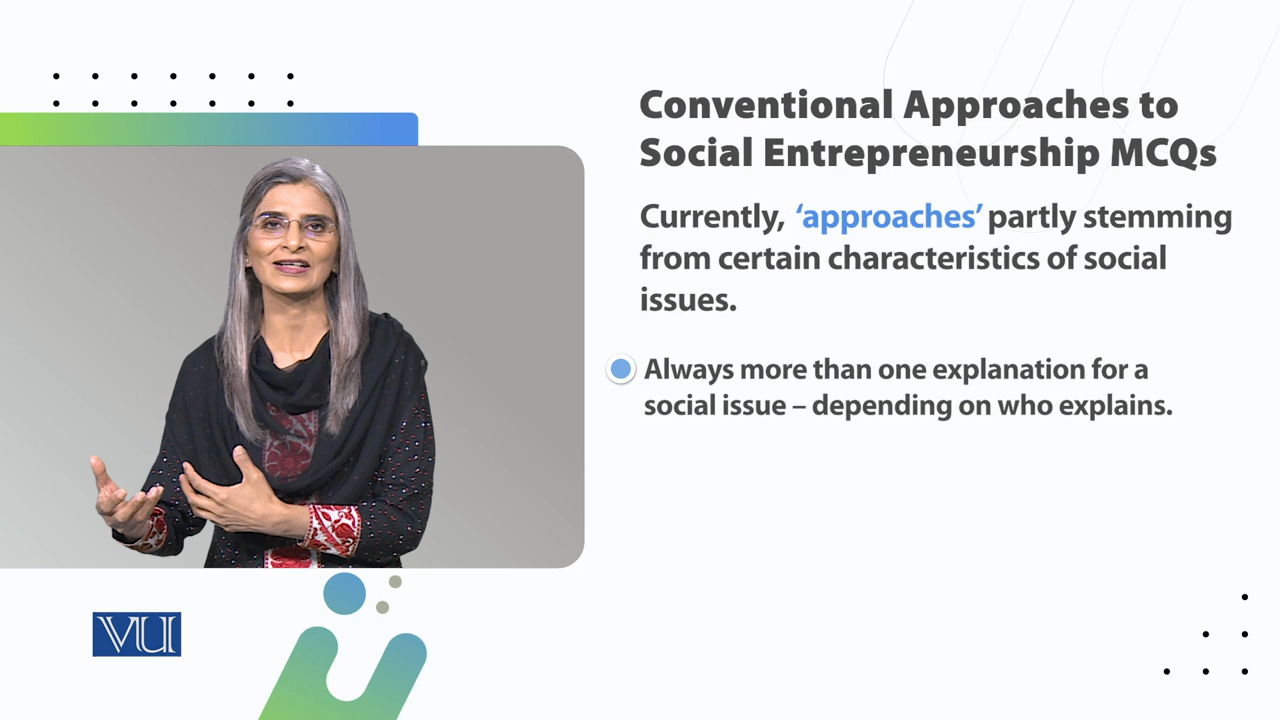 Conventional Approaches to
Social Entrepreneurship MCQs
Currently, ‘approaches’ partly stemming
from certain characteristics of social
issues.
Always more than one explanation for a
social issue – depending on who explains.
VU